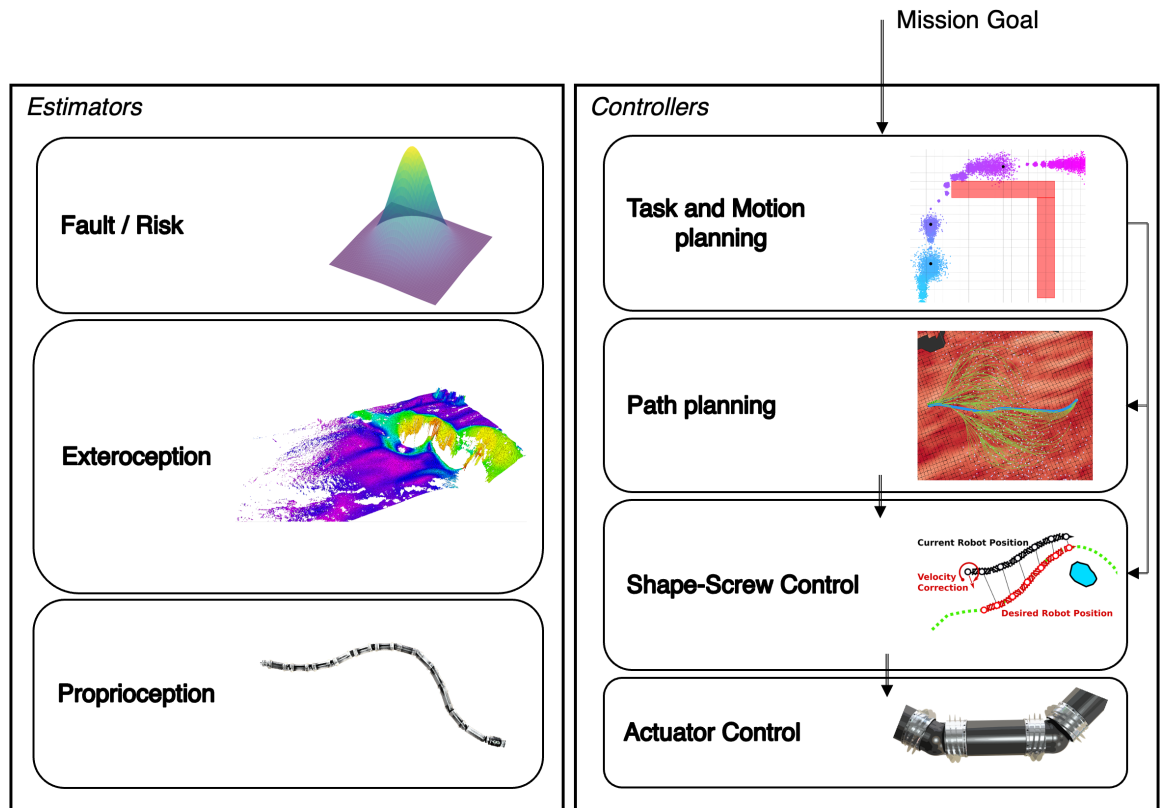 Mission Goal
Estimators
Fault / Risk
Exteroception
Proprioception
Controllers
Task and Motion
planning
Path planning
Shape-Screw Control
Current Robot Position
Velocity
Correction
Desired Robot Position
Actuator Control